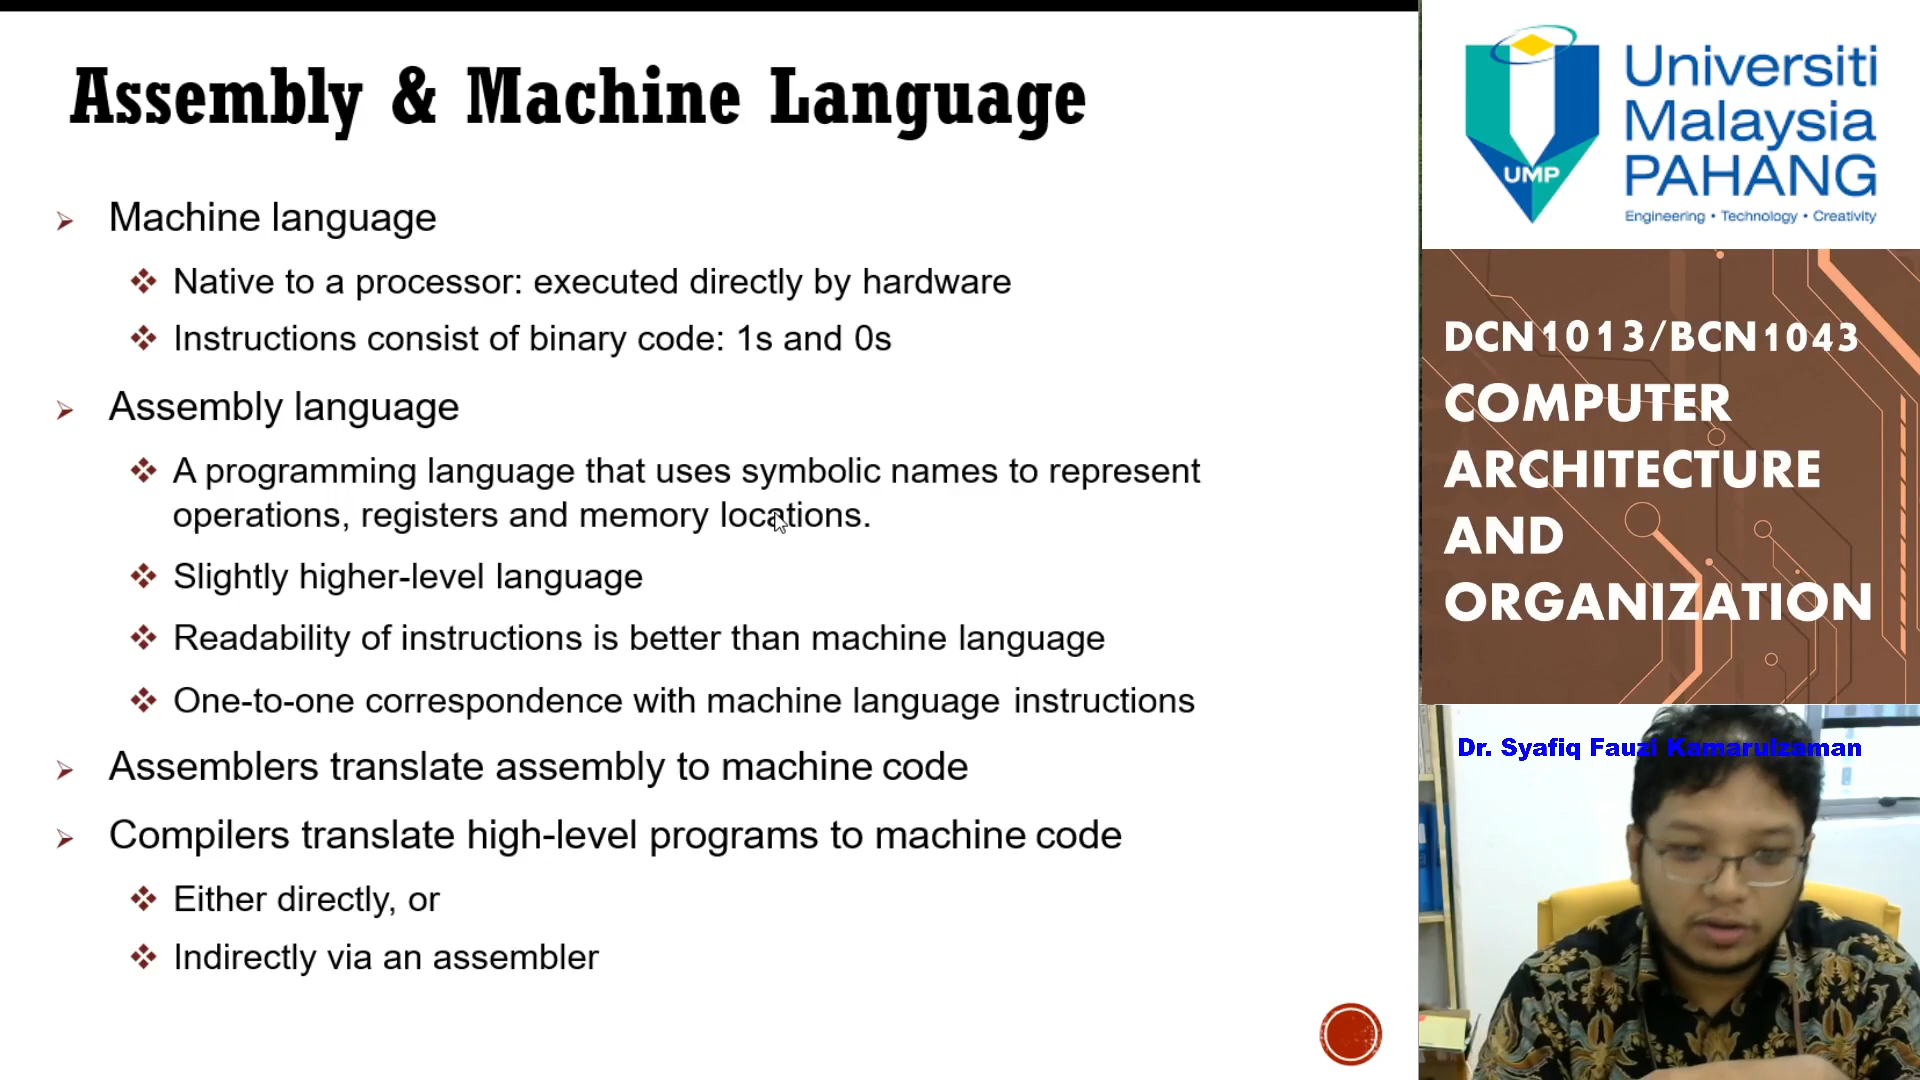 Assembly & Machine Language
Machine language
Native to a processor: executed directly by hardware
Instructions consist of binary code: 1s and 0s
Assembly language
A programming language that uses symbolic names to represent
operations, registers and memory locations.
Slightly higher-level language
Readability of instructions is better than machine language
One-to-one correspondence with machine language instructions
Assemblers translate assembly to machine code
Compilers translate high-level programs to machine code
Either directly, or
Indirectly via an assembler
UMP
Universiti
Malaysia
PAHANG
Engineering • Technology • Creativity
DCN1013/BCN1043
COMPUTER
ARCHITECTURE
AND
ORGANIZATION
Dr. Syafiq Fauzi Kamarulzaman